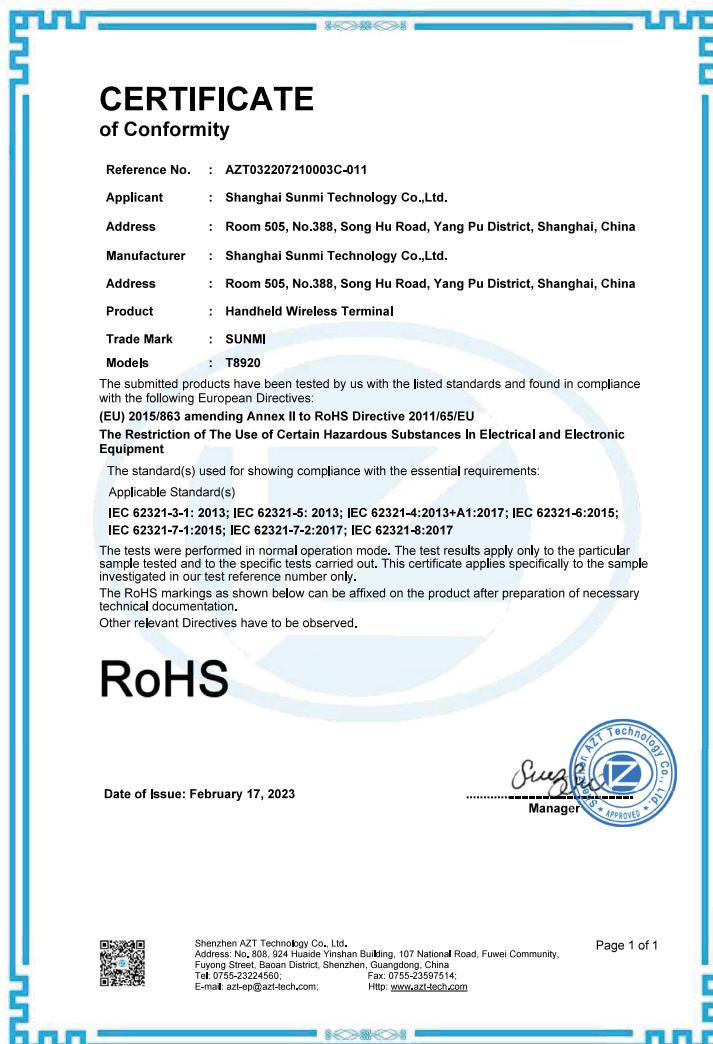 CERTIFICATE
of Conformity
Reference No. : AZT032207210003C-011
Applicant : Shanghai Sunmi Technology Co.,Ltd.
Address : Room 505, No.388, Song Hu Road, Yang Pu District, Shanghai, China
Manufacturer : Shanghai Sunmi Technology Co.,Ltd.
Address : Room 505, No.388, Song Hu Road, Yang Pu District, Shanghai, China
Product : Handheld Wireless Terminal
Trade Mark : SUNMI
Models : T8920
The submitted products have been tested by us with the listed standards and found in compliance
with the following European Directives:
(EU) 2015/863 amending Annex II to RoHS Directive 2011/65/EU
The Restriction of The Use of Certain Hazardous Substances In Electrical and Electronic
Equipment
The standard(s) used for showing compliance with the essential requirements:
Applicable Standard(s)
IEC 62321-3-1: 2013; IEC 62321-5: 2013; IEC 62321-4:2013+A1:2017; IEC 62321-6:2015;
IEC 62321-7-1:2015; IEC 62321-7-2:2017; IEC 62321-8:2017
The tests were performed in normal operation mode. The test results apply only to the particular
sample tested and to the specific tests carried out. This certificate applies specifically to the sample
investigated in our test reference number only.
The RoHS markings as shown below can be affixed on the product after preparation of necessary
technical documentation.
Other relevant Directives have to be observed.
RoHS
Shenzhen AZT Technology Co., Ltd.
* APPROVED *
Date of Issue: February 17, 2023
Manager
Shenzhen AZT Technology Co., Ltd.
Address: No. 808, 924 Huaide Yinshan Building, 107 National Road, Fuwei Community,
Fuyong Street, Baoan District, Shenzhen, Guangdong, China
Tel: 0755-23224560; Fax: 0755-23597514;
E-mail: azt-ep@azt-tech.com; Http: www.azt-tech.com
Page 1 of 1